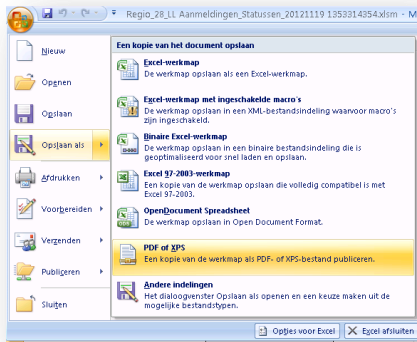 Regio_28_LL Aanmeldingen_Statussen_20121119 1353314354.xlsm - M
Nieuw
Openen
Opslaan
Opslaan als
Afdrukken
Voorbereiden
Verzenden
Publiceren
Sluiten
Een kopie van het document opslaan
Excel-werkmap
De werkmap opslaan als een Excel-werkmap.
Excel-werkmap met ingeschakelde macro's
De werkmap opslaan in een XML-bestandsindeling waarvoor macro's
zijn ingeschakeld.
Binaire Excel-werkmap
De werkmap opslaan in een binaire bestandsindeling die is
geoptimaliseerd voor snel laden en opslaan.
Excel 97-2003-werkmap
Een kopie van de werkmap opslaan die volledig compatibel is met
Excel 97-2003.
OpenDocument Spreadsheet
De werkmap opslaan in Open Document Format.
PDF of XPS
Een kopie van de werkmap als PDF- of XPS-bestand publiceren.
Andere indelingen
Het dialoogvenster Opslaan als openen en een keuze maken uit de
mogelijke bestandstypen.
Opties voor Excel
Excel afsluiten